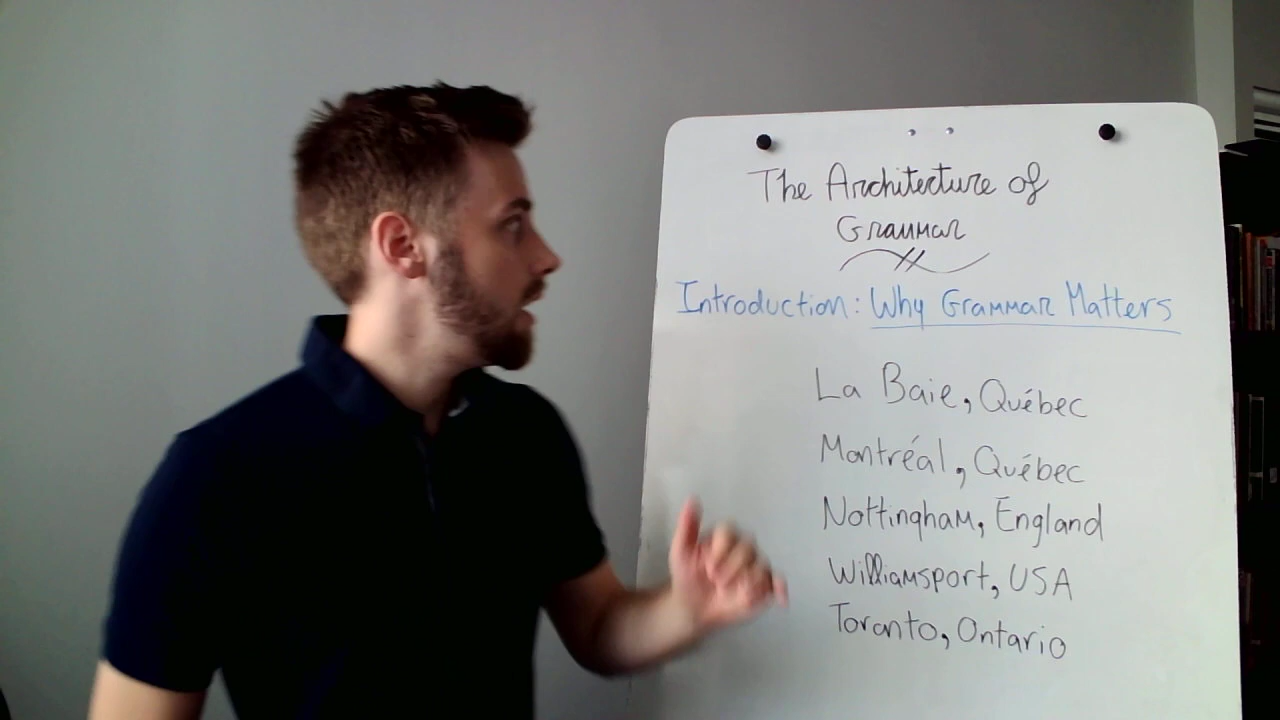 The Architecture of
Grammar
Introduction: Why Grammar Matters
La Baie, Québec
Montréal, Québec
Nottingham, England
Williamsport, USA
Toronto, Ontario